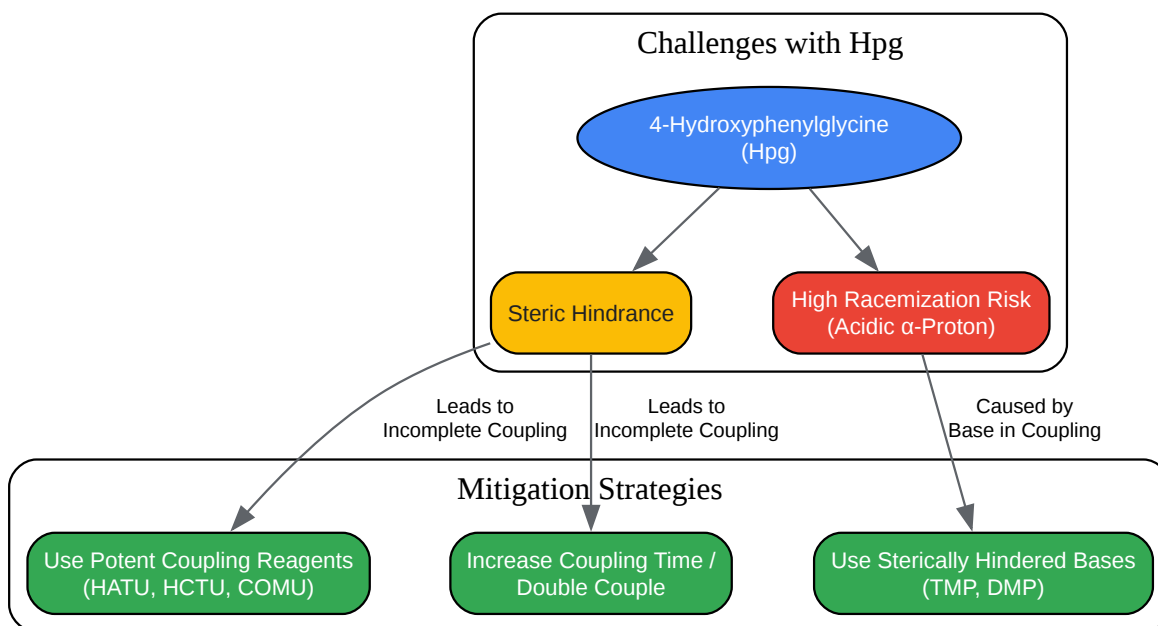 Challenges with Hpg
4-Hydroxyphenylglycine
(Hpg)
Steric Hindrance
High Racemization Risk
(Acidic α-Proton)
Leads to
Incomplete Coupling
Leads to
Incomplete Coupling
Caused by
Base in Coupling
Mitigation Strategies
Use Potent Coupling Reagents
(HATU, HCTU, COMU)
Increase Coupling Time /
Double Couple
Use Sterically Hindered Bases
(TMP, DMP)